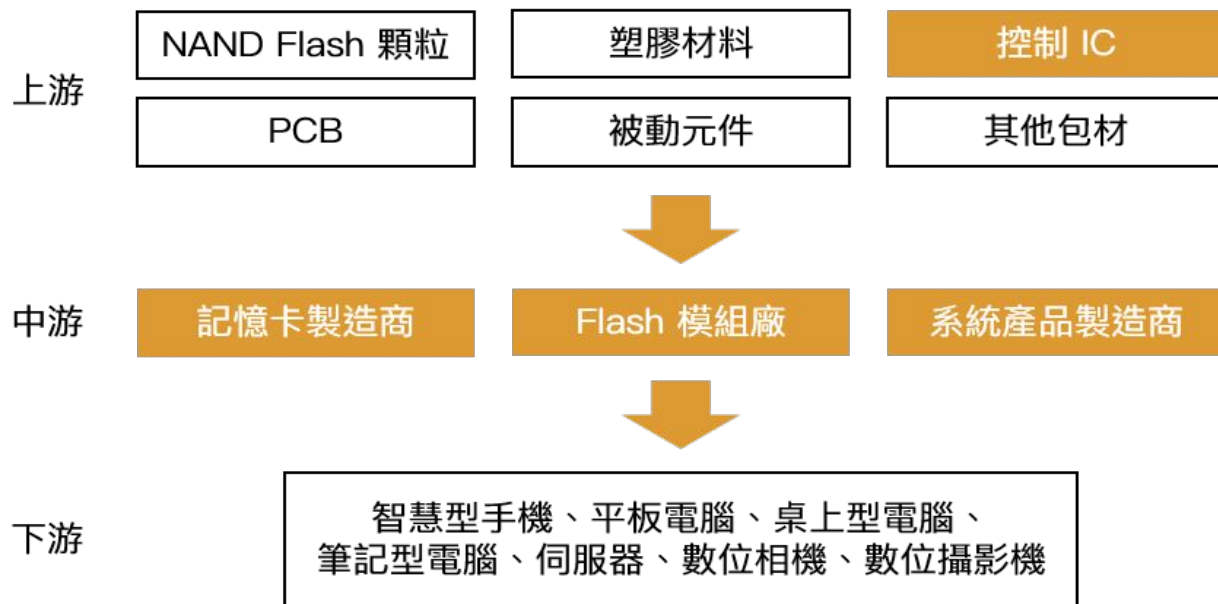 上游
NAND Flash 顆粒
塑膠材料
控制 IC
PCB
被動元件
其他包材
中游
記憶卡製造商
Flash 模組廠
系統產品製造商
下游
智慧型手機、平板電腦、桌上型電腦、
筆記型電腦、伺服器、數位相機、數位攝影機